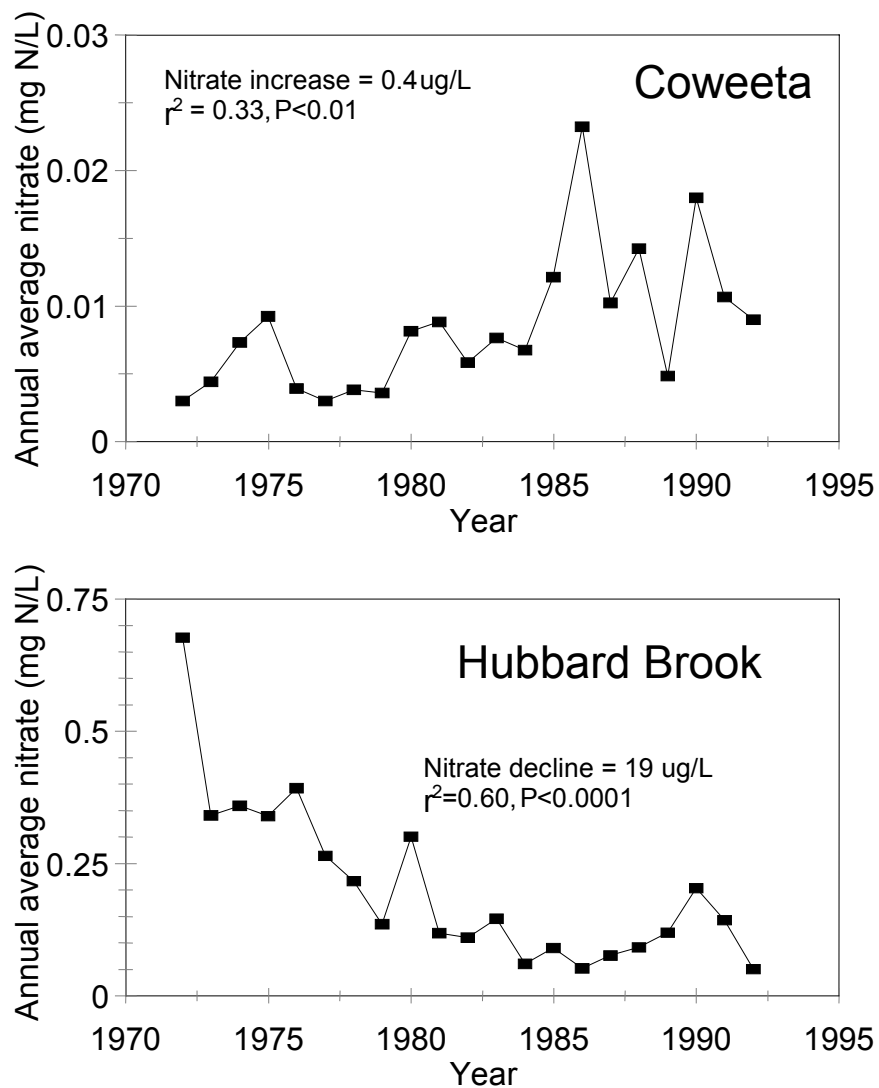 Annual average nitrate (mg N/L)
0.03
0.02
0.01
0
Nitrate increase = 0.4ug/L
r² = 0.33, P<0.01
Coweeta
1970 1975 1980 1985 1990 1995
Year
Annual average nitrate (mg N/L)
0.75
0.5
0.25
0
Hubbard Brook
Nitrate decline = 19 ug/L
r²=0.60, P<0.0001
1970 1975 1980 1985 1990 1995
Year